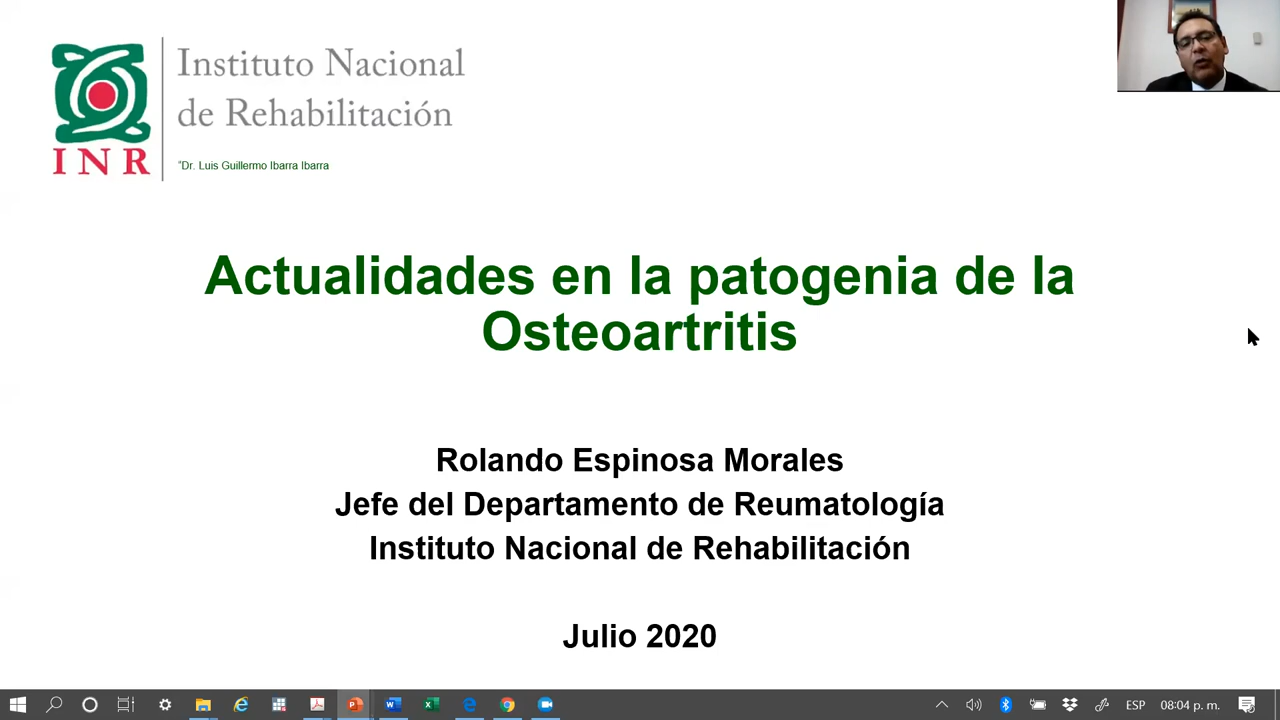 Instituto Nacional
de Rehabilitación
INR
"Dr. Luis Guillermo Ibarra Ibarra
Actualidades en la patogenia de la
Osteoartritis
Rolando Espinosa Morales
Jefe del Departamento de Reumatología
Instituto Nacional de Rehabilitación
Julio 2020
ESP
08:04 p. m.